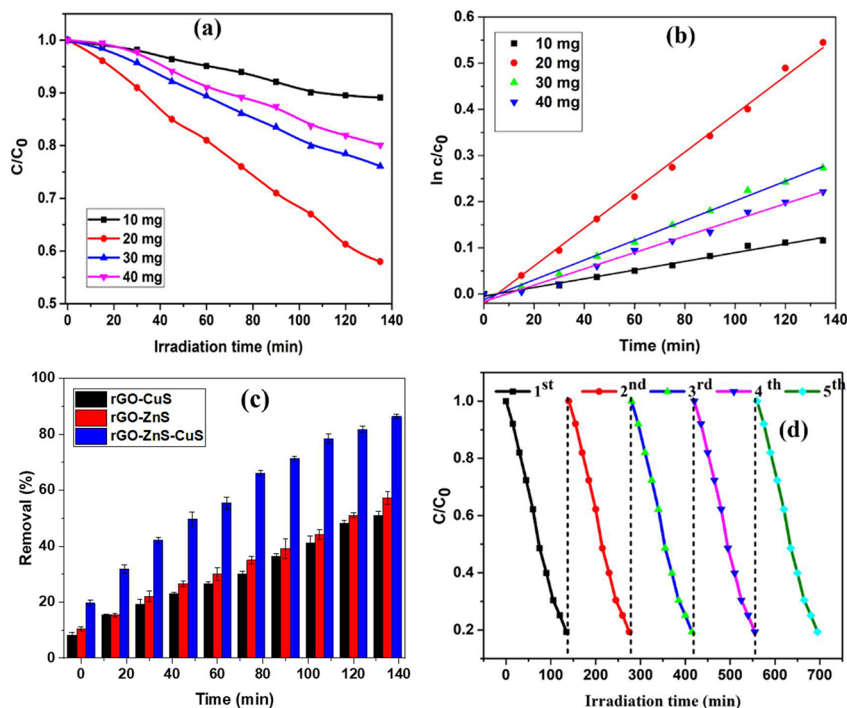 (a)
1.0
0.9
0.8
0.7
0.6
0.5
C/C0
10 mg
20 mg
30 mg
40 mg
0 20 40 60 80 100 120 140
Irradiation time (min)
(b)
0.6
0.5
0.4
0.3
0.2
0.1
0.0
ln c/c0
10 mg
20 mg
30 mg
40 mg
0 20 40 60 80 100 120 140
Time (min)
(c)
100
80
60
40
20
0
Removal (%)
rGO-CuS
rGO-ZnS
rGO-ZnS-CuS
0 20 40 60 80 100 120 140
Time (min)
1st 2nd 3rd 4th 5th
(d)
1.0
0.8
0.6
0.4
0.2
C/C0
0 100 200 300 400 500 600 700
Irradiation time (min)